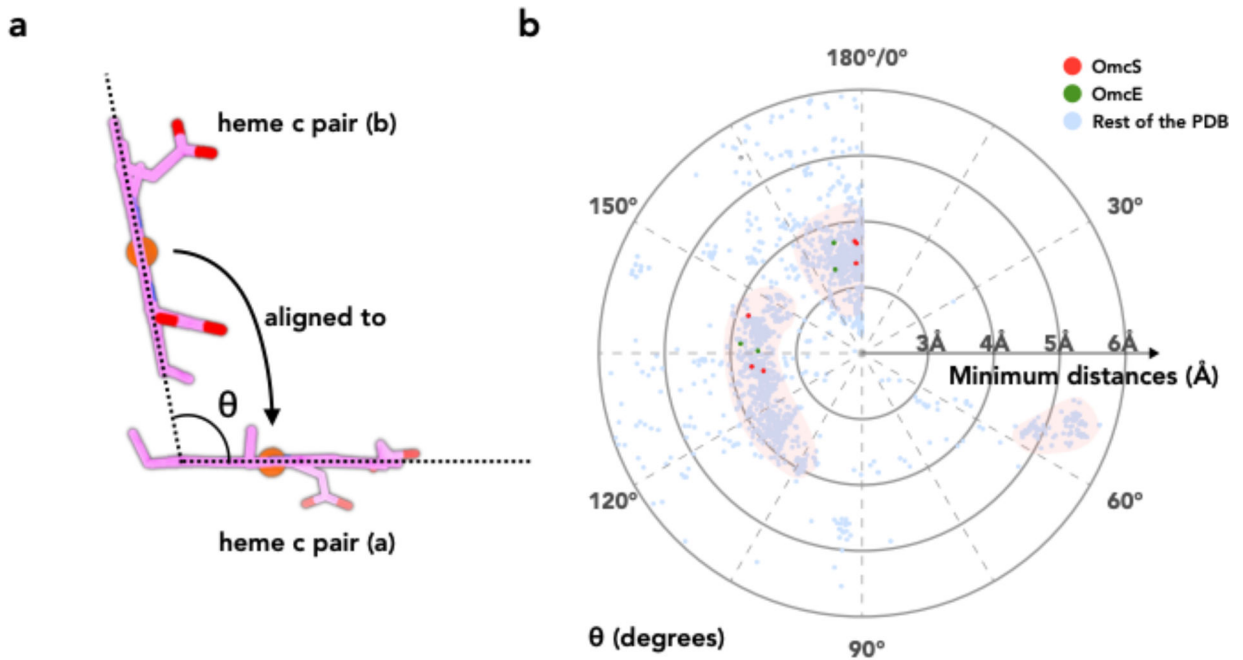 a
heme c pair (b)
aligned to
θ
heme c pair (a)
b
180°/0°
OmcS
OmcE
Rest of the PDB
150°
30°
3Å 4Å 5Å 6Å
Minimum distances (Å)
120°
60°
θ (degrees)
90°